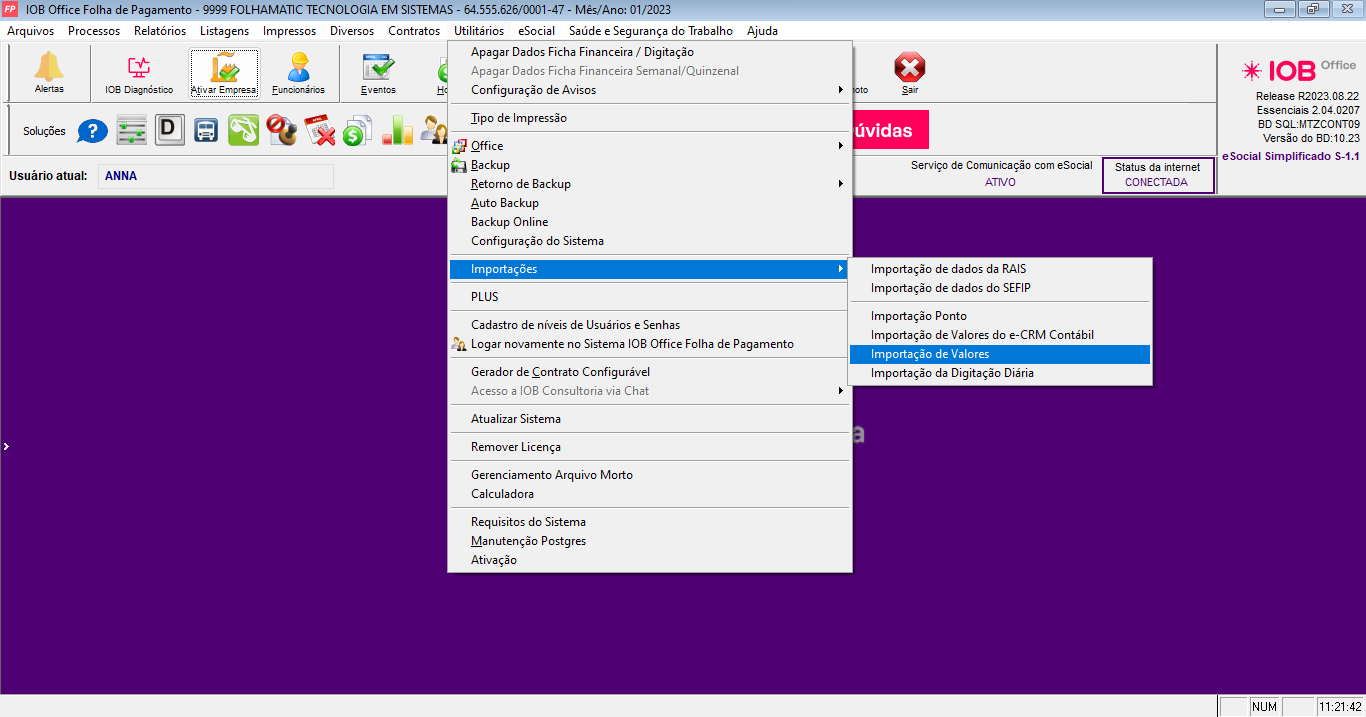 FP IOB Office Folha de Pagamento - 9999 FOLHAMATIC TECNOLOGIA EM SISTEMAS - 64.555.626/0001-47 - Mês/Ano: 01/2023
Arquivos Processos Relatórios Listagens Impressos Diversos Contratos Utilitários eSocial Saúde e Segurança do Trabalho Ajuda
Alertas IOB Diagnóstico Ativar Empresa Funcionários Eventos Sair
Soluções
D
úvidas
Usuário atual: ANNA
Serviço de Comunicação com eSocial
ATIVO
Status da internet
CONECTADA
IOB Office
Release R2023.08.22
Essenciais 2.04.0207
BD SQL:MTZCONT09
Versão do BD:10.23
eSocial Simplificado S-1.1
Apagar Dados Ficha Financeira / Digitação
Apagar Dados Ficha Financeira Semanal/Quinzenal
Configuração de Avisos
Tipo de Impressão
Office
Backup
Retorno de Backup
Auto Backup
Backup Online
Configuração do Sistema
Importações
PLUS
Cadastro de níveis de Usuários e Senhas
Logar novamente no Sistema IOB Office Folha de Pagamento
Gerador de Contrato Configurável
Acesso a IOB Consultoria via Chat
Atualizar Sistema
Remover Licença
Gerenciamento Arquivo Morto
Calculadora
Requisitos do Sistema
Manutenção Postgres
Ativação
Importação de dados da RAIS
Importação de dados do SEFIP
Importação Ponto
Importação de Valores do e-CRM Contábil
Importação de Valores
Importação da Digitação Diária
a
NUM 11:21:42